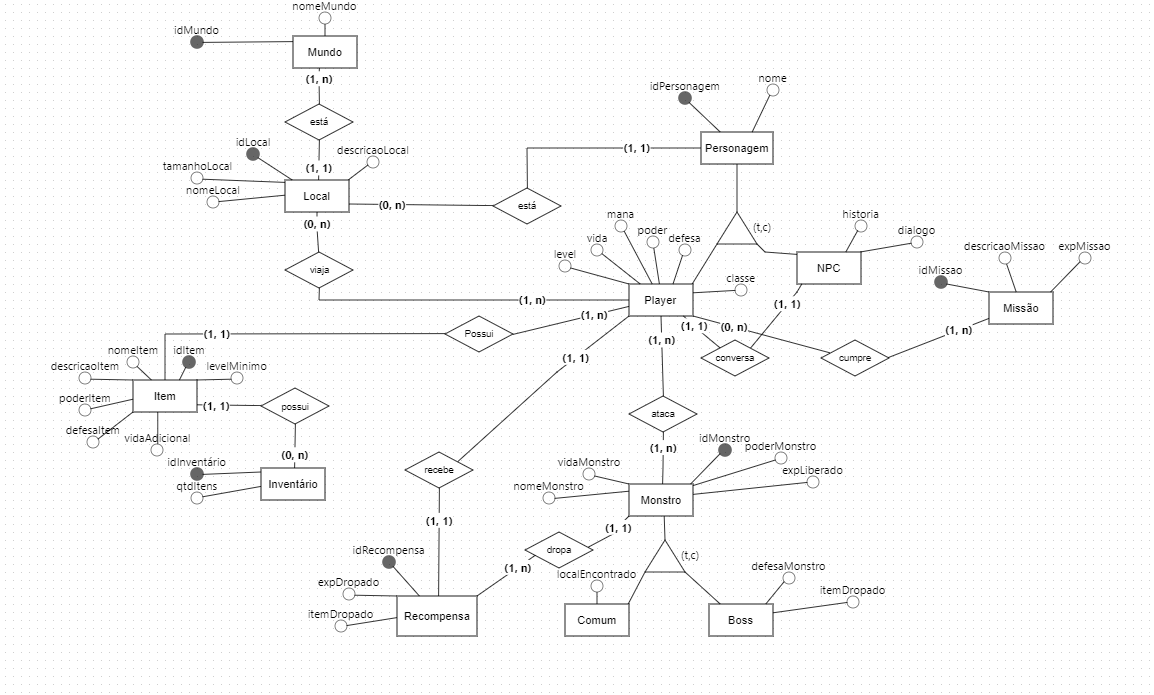 nomeMundo
idMundo
Mundo
(1, n)
está
(1, 1)
idLocal
descricaoLocal
tamanhoLocal
nomeLocal
Local
(0, n)
está
(1, 1)
idPersonagem
nome
Personagem
(t,c)
(0, n)
viaja
(1, n)
mana
poder
vida
defesa
level
classe
Player
historia
dialogo
NPC
(1, 1)
conversa
(1, 1)
(0, n)
cumpre
(1, n)
descricaoMissao
expMissao
idMissao
Missão
(1, n)
Possui
(1, 1)
nomeItem
idItem
descricaoItem
levelMinimo
poderItem
defesaItem
vidaAdicional
Item
(1, 1)
possui
(0, n)
idInventário
qtdItens
Inventário
(1, 1)
recebe
(1, 1)
(1, n)
ataca
(1, n)
idMonstro
poderMonstro
vidaMonstro
expLiberado
nomeMonstro
Monstro
(1, 1)
dropa
(1, n)
idRecompensa
expDropado
itemDropado
Recompensa
(t,c)
localEncontrado
Comum
defesaMonstro
itemDropado
Boss